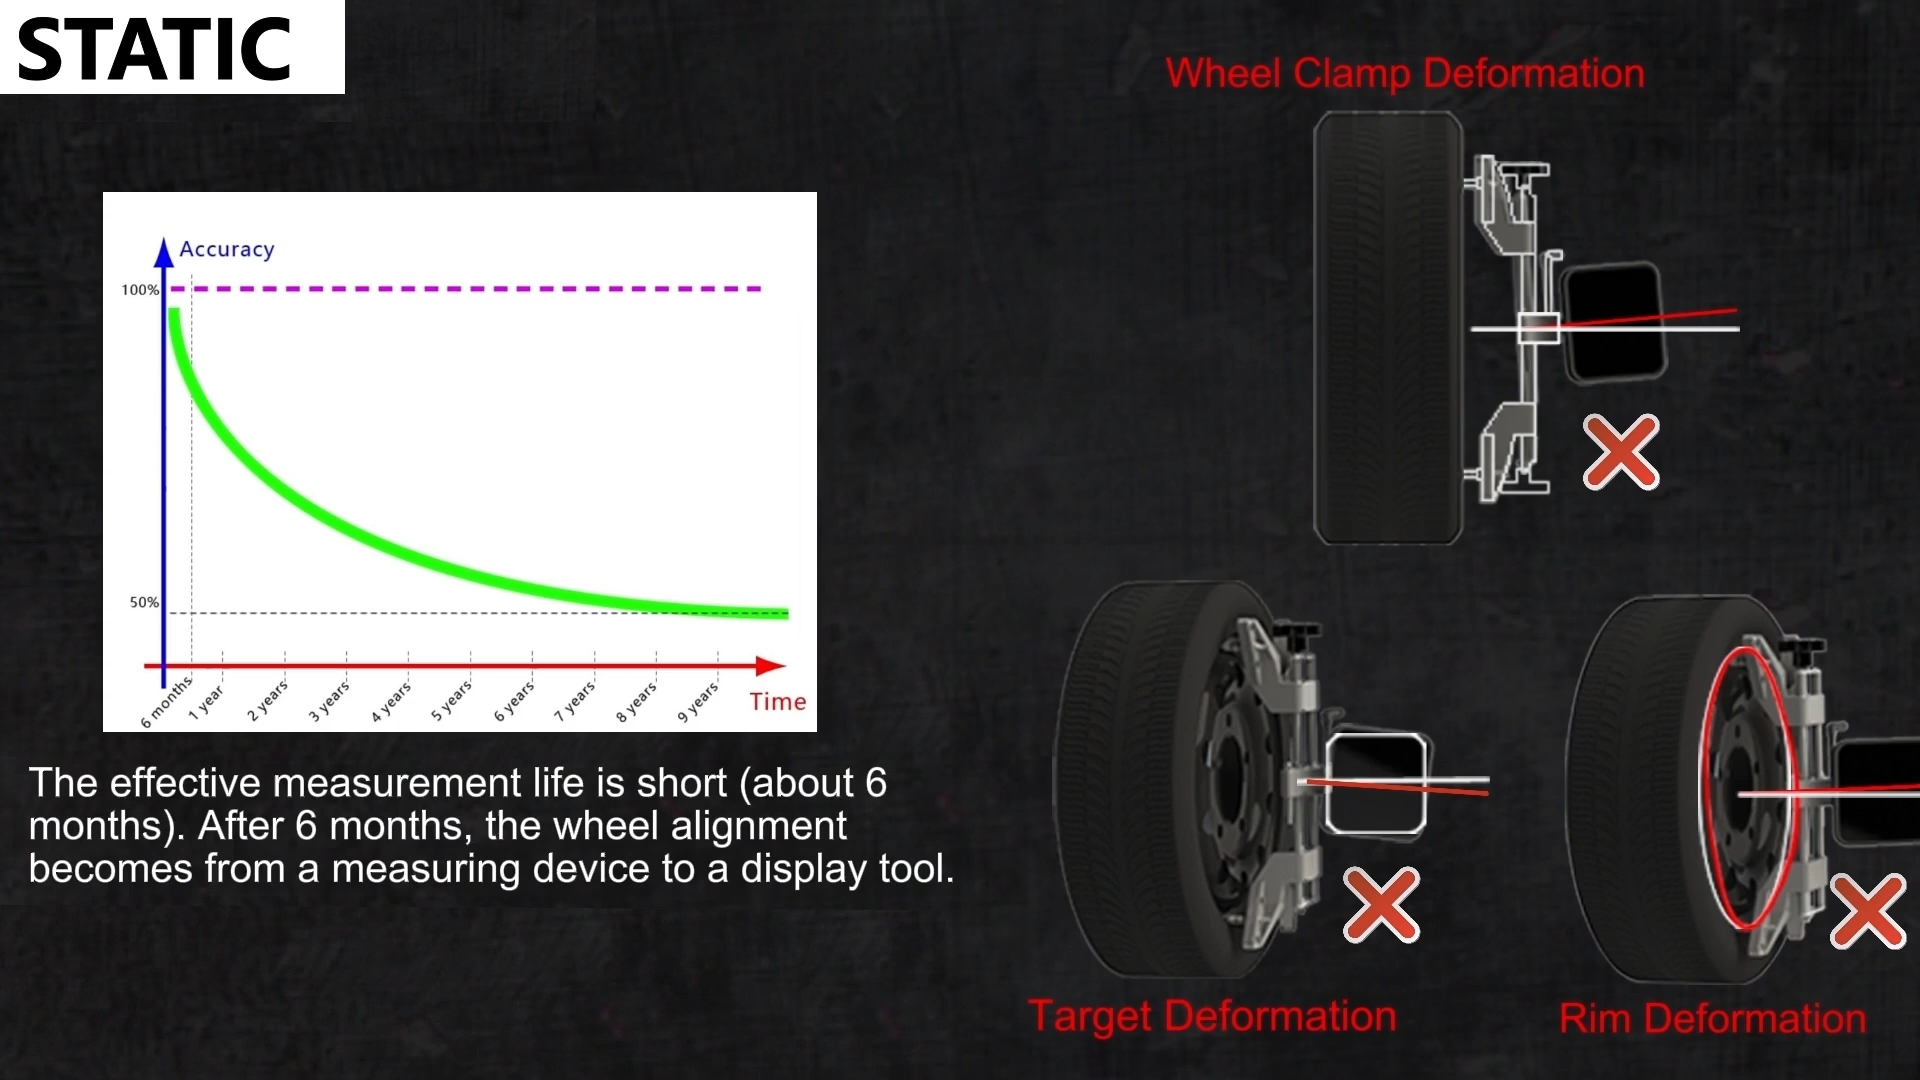 STATIC
Wheel Clamp Deformation
Accuracy
100%
50%
6 months
1 year
2 years
3 years
4 years
5 years
6 years
7 years
8 years
9 years
Time
The effective measurement life is short (about 6
months). After 6 months, the wheel alignment
becomes from a measuring device to a display tool.
Target Deformation
Rim Deformation